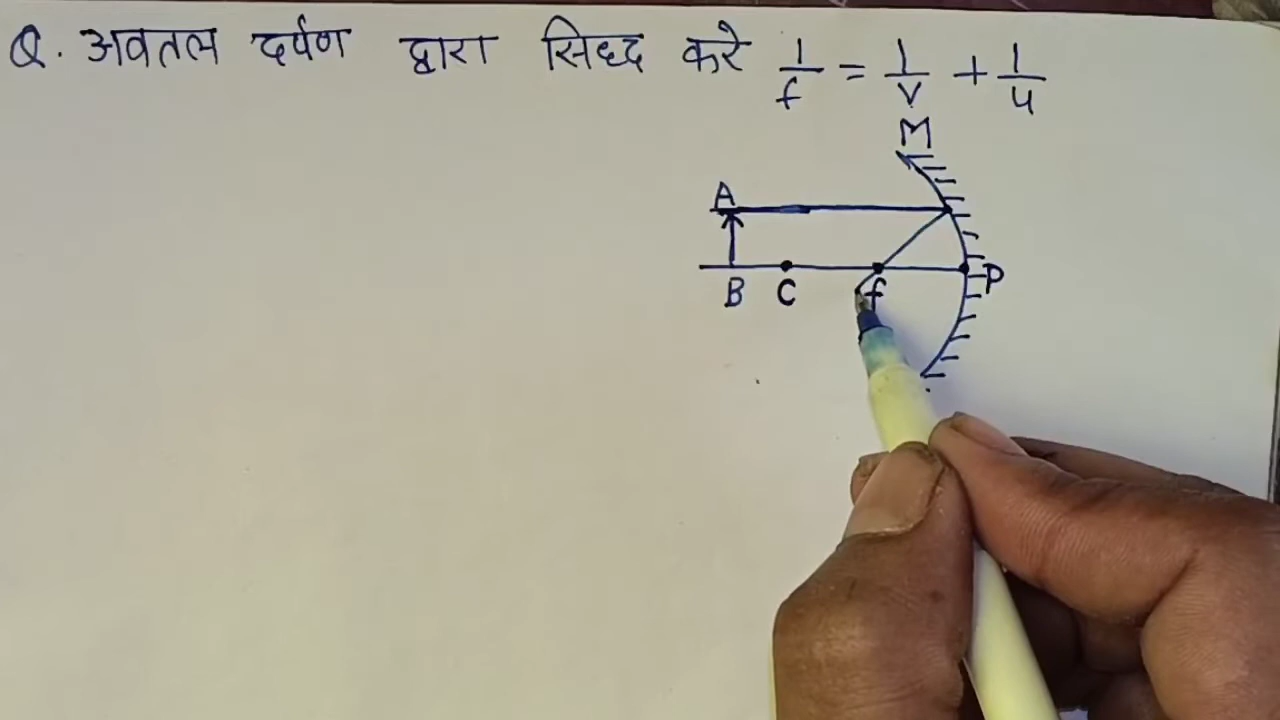 Q. अवतल दर्पण द्वारा सिध्द करे 1/f = 1/v + 1/u
M
A
B C f P